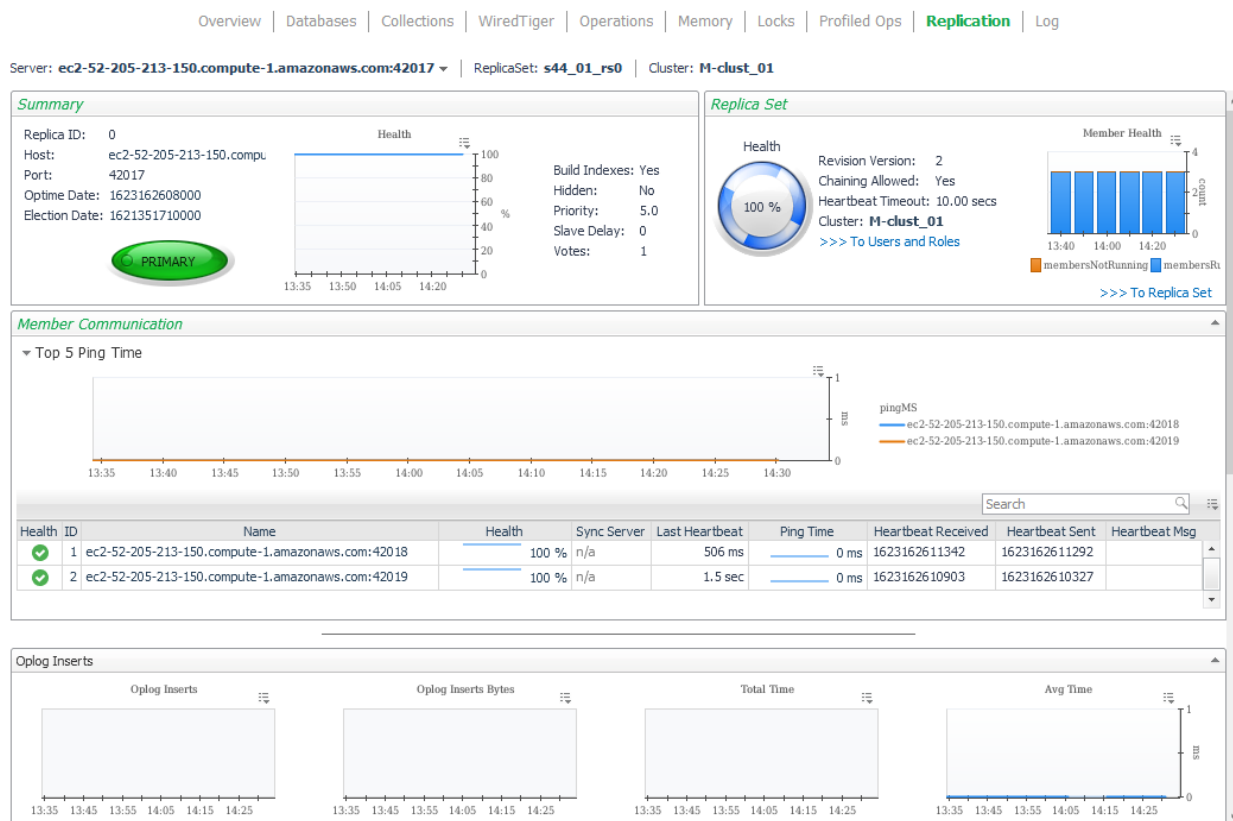 Overview Databases Collections WiredTiger Operations Memory Locks Profiled Ops Replication Log
Server: ec2-52-205-213-150.compute-1.amazonaws.com:42017 ReplicaSet: s44_01_rs0 Cluster: M-clust_01
Summary
Replica ID: 0
Host: ec2-52-205-213-150.compu
Port: 42017
Optime Date: 1623162608000
Election Date: 1621351710000
PRIMARY
Health
100
80
60
40
20
0
%
13:35 13:50 14:05 14:20
Build Indexes: Yes
Hidden: No
Priority: 5.0
Slave Delay: 0
Votes: 1
Replica Set
Health
100 %
Revision Version: 2
Chaining Allowed: Yes
Heartbeat Timeout: 10.00 secs
Cluster: M-clust_01
>>> To Users and Roles
Member Health
4
2
0
count
13:40 14:00 14:20
membersNotRunning membersRu
>>> To Replica Set
Member Communication
Top 5 Ping Time
1
0
ms
13:35 13:40 13:45 13:50 13:55 14:00 14:05 14:10 14:15 14:20 14:25 14:30
pingMS
ec2-52-205-213-150.compute-1.amazonaws.com:42018
ec2-52-205-213-150.compute-1.amazonaws.com:42019
Search
Health ID Name Health Sync Server Last Heartbeat Ping Time Heartbeat Received Heartbeat Sent Heartbeat Msg
1 ec2-52-205-213-150.compute-1.amazonaws.com:42018 100 % n/a 506 ms 0 ms 1623162611342 1623162611292
2 ec2-52-205-213-150.compute-1.amazonaws.com:42019 100 % n/a 1.5 sec 0 ms 1623162610903 1623162610327
Oplog Inserts
Oplog Inserts
13:35 13:45 13:55 14:05 14:15 14:25
Oplog Inserts Bytes
13:35 13:45 13:55 14:05 14:15 14:25
Total Time
13:35 13:45 13:55 14:05 14:15 14:25
Avg Time
1
0
ms
13:35 13:45 13:55 14:05 14:15 14:25